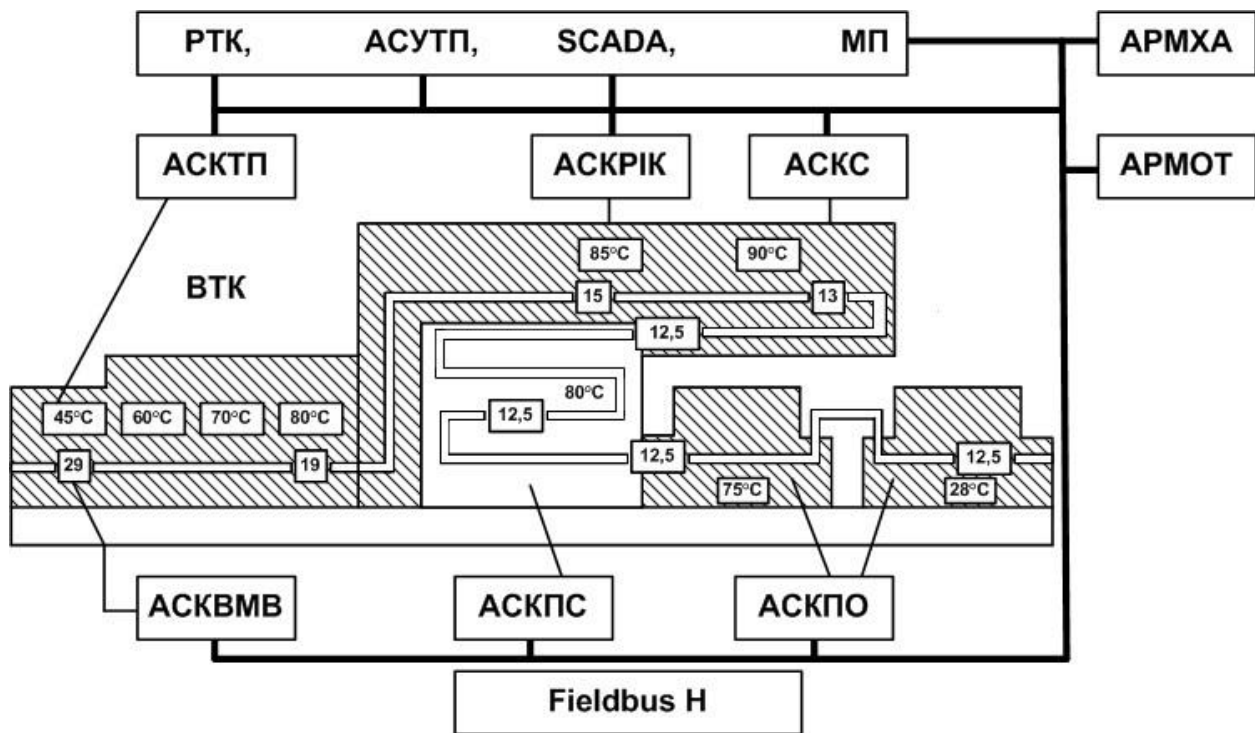 РТК, АСУТП, SCADA, МП
АРМХА
АСКТП
АСКРІК
АСКС
АРМОТ
85°C
90°C
ВТК
15
13
12,5
80°C
45°C
60°C
70°C
80°C
12,5
29
19
12,5
12,5
75°C
28°C
АСКВМВ
АСКПС
АСКПО
Fieldbus H